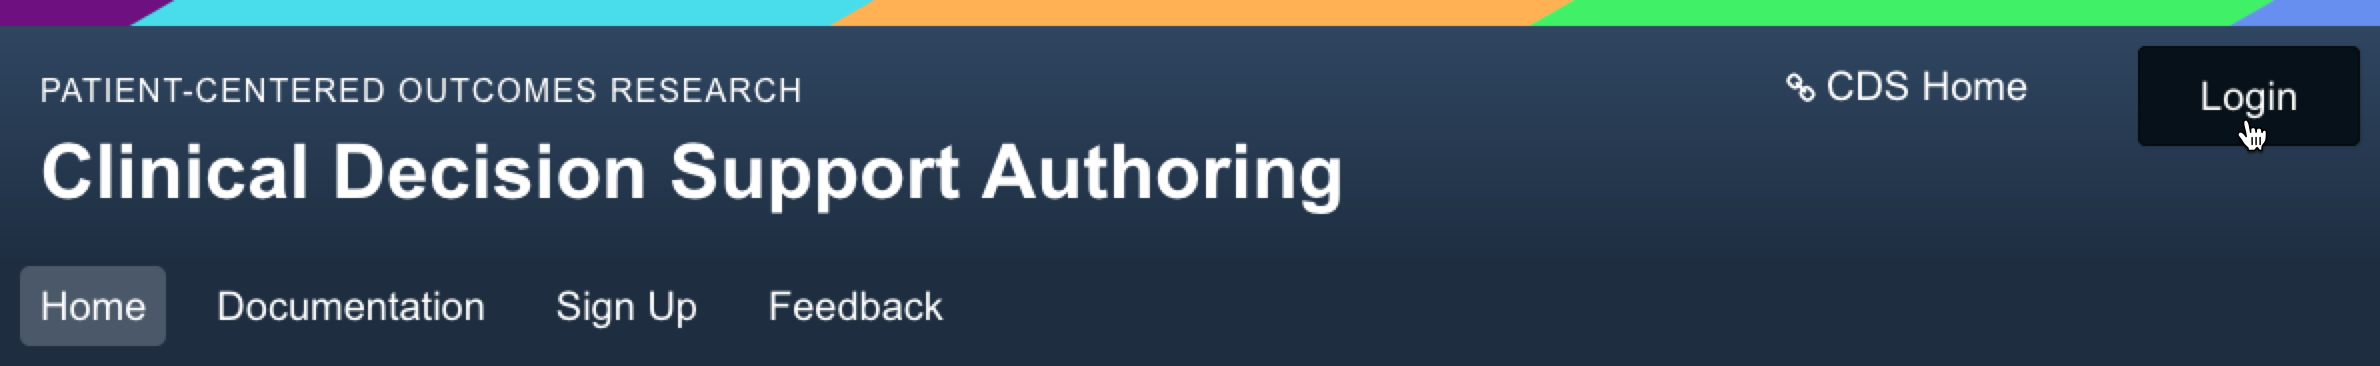 PATIENT-CENTERED OUTCOMES RESEARCH
CDS Home
Login
Clinical Decision Support Authoring
Home Documentation Sign Up Feedback